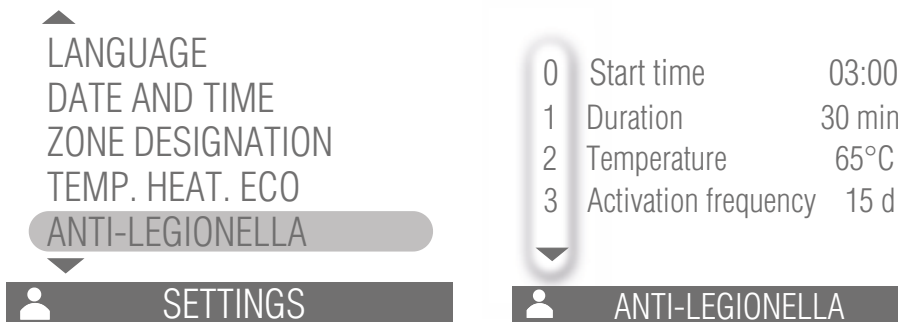 LANGUAGE
DATE AND TIME
ZONE DESIGNATION
TEMP. HEAT. ECO
ANTI-LEGIONELLA
SETTINGS
0 Start time 03:00
1 Duration 30 min
2 Temperature 65°C
3 Activation frequency 15 d
ANTI-LEGIONELLA